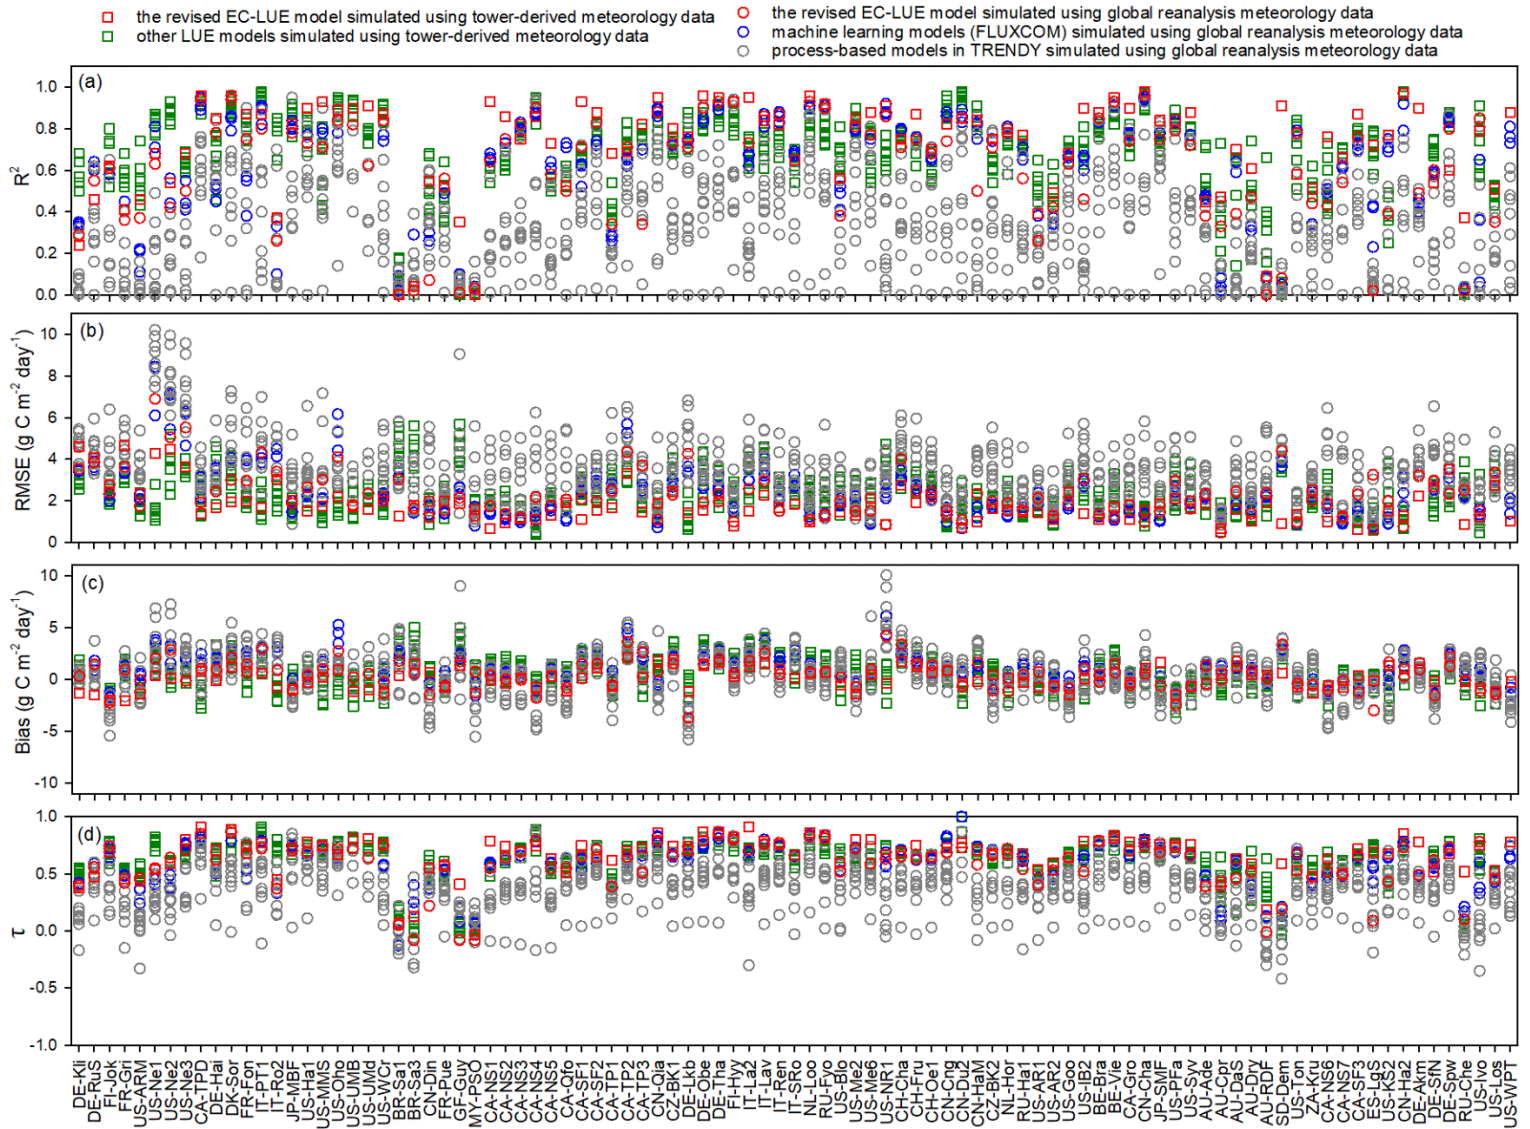 the revised EC-LUE model simulated using tower-derived meteorology data
other LUE models simulated using tower-derived meteorology data
the revised EC-LUE model simulated using global reanalysis meteorology data
machine learning models (FLUXCOM) simulated using global reanalysis meteorology data
process-based models in TRENDY simulated using global reanalysis meteorology data
(a)
R²
1.0
0.8
0.6
0.4
0.2
0.0
(b)
RMSE (g C m⁻² day⁻¹)
10
8
6
4
2
0
(c)
Bias (g C m⁻² day⁻¹)
10
5
0
-5
-10
(d)
τ
1.0
0.5
0.0
-0.5
-1.0
DE-Kli
DE-RuS
FI-Jok
FR-Gri
US-ARM
US-Ne1
US-Ne2
US-Ne3
CA-TPD
DE-Hai
DK-Sor
FR-Fon
IT-PT1
IT-Ro2
JP-MBF
US-Ha1
US-MMS
US-Oho
US-UMB
US-UMd
US-WCr
BR-Sa1
BR-Sa3
CN-Din
FR-Pue
GF-Guy
MY-PSO
CA-NS1
CA-NS2
CA-NS3
CA-NS4
CA-NS5
CA-Qfo
CA-SF1
CA-SF2
CA-TP1
CA-TP2
CA-TP3
CN-Qia
CZ-BK1
DE-Lkb
DE-Obe
DE-Tha
FI-Hyy
IT-La2
IT-Lav
IT-Ren
IT-SRo
NL-Loo
RU-Fyo
US-Blo
US-Me2
US-Me6
US-NR1
CH-Cha
CH-Fru
CH-Oe1
CN-Cng
CN-Du2
CN-HaM
CZ-BK2
NL-Hor
RU-Ha1
US-AR1
US-AR2
US-Goo
US-IB2
BE-Bra
BE-Vie
CA-Gro
CN-Cha
JP-SMF
US-PFa
US-Syv
AU-Ade
AU-Cpr
AU-DaS
AU-Dry
AU-RDF
SD-Dem
US-Ton
ZA-Kru
CA-NS6
CA-NS7
CA-SF3
ES-LgS
US-KS2
CN-Ha2
DE-Akm
DE-SfN
DE-Spw
RU-Che
US-Ivo
US-Los
US-WPT